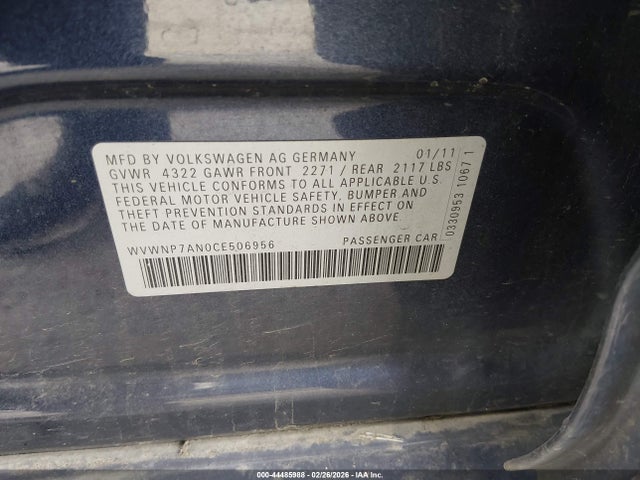 MFD BY VOLKSWAGEN AG GERMANY 01/11
GVWR 4322 GAWR FRONT 2271 / REAR 2117 LBS
THIS VEHICLE CONFORMS TO ALL APPLICABLE U.S.
FEDERAL MOTOR VEHICLE SAFETY, BUMPER AND
THEFT PREVENTION STANDARDS IN EFFECT ON
THE DATE OF MANUFACTURE SHOWN ABOVE.
WVWNP7AN0CE506956 PASSENGER CAR
0330953 1067 1
000-44485988 - 02/26/2026 - IAA Inc.